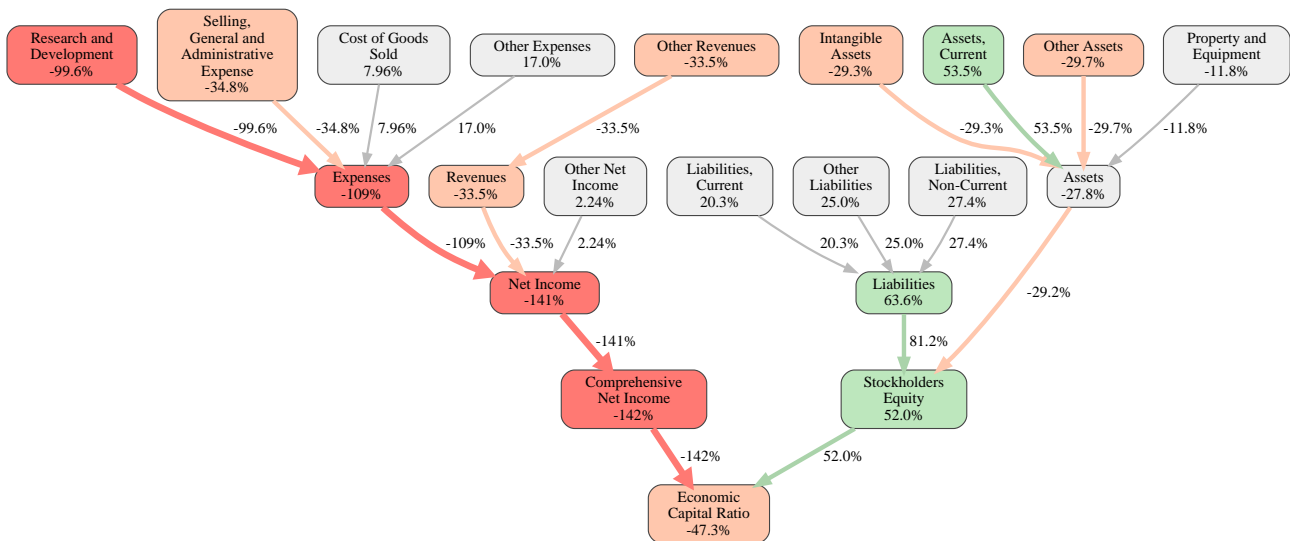 Research and
Development
-99.6%
Selling,
General and
Administrative
Expense
-34.8%
Cost of Goods
Sold
7.96%
Other Expenses
17.0%
Other Revenues
-33.5%
Intangible
Assets
-29.3%
Assets,
Current
53.5%
Other Assets
-29.7%
Property and
Equipment
-11.8%
-99.6%
-34.8%
7.96%
17.0%
-33.5%
-29.3%
53.5%
-29.7%
-11.8%
Expenses
-109%
Revenues
-33.5%
Other Net
Income
2.24%
Liabilities,
Current
20.3%
Other
Liabilities
25.0%
Liabilities,
Non-Current
27.4%
Assets
-27.8%
-109%
-33.5%
2.24%
20.3%
25.0%
27.4%
-29.2%
Net Income
-141%
Liabilities
63.6%
-141%
81.2%
Comprehensive
Net Income
-142%
Stockholders
Equity
52.0%
-142%
52.0%
Economic
Capital Ratio
-47.3%